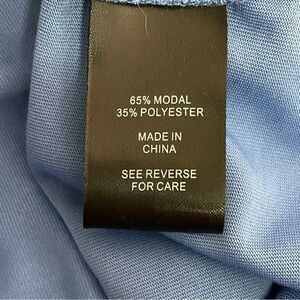 65% MODAL
35% POLYESTER
MADE IN
CHINA
SEE REVERSE
FOR CARE